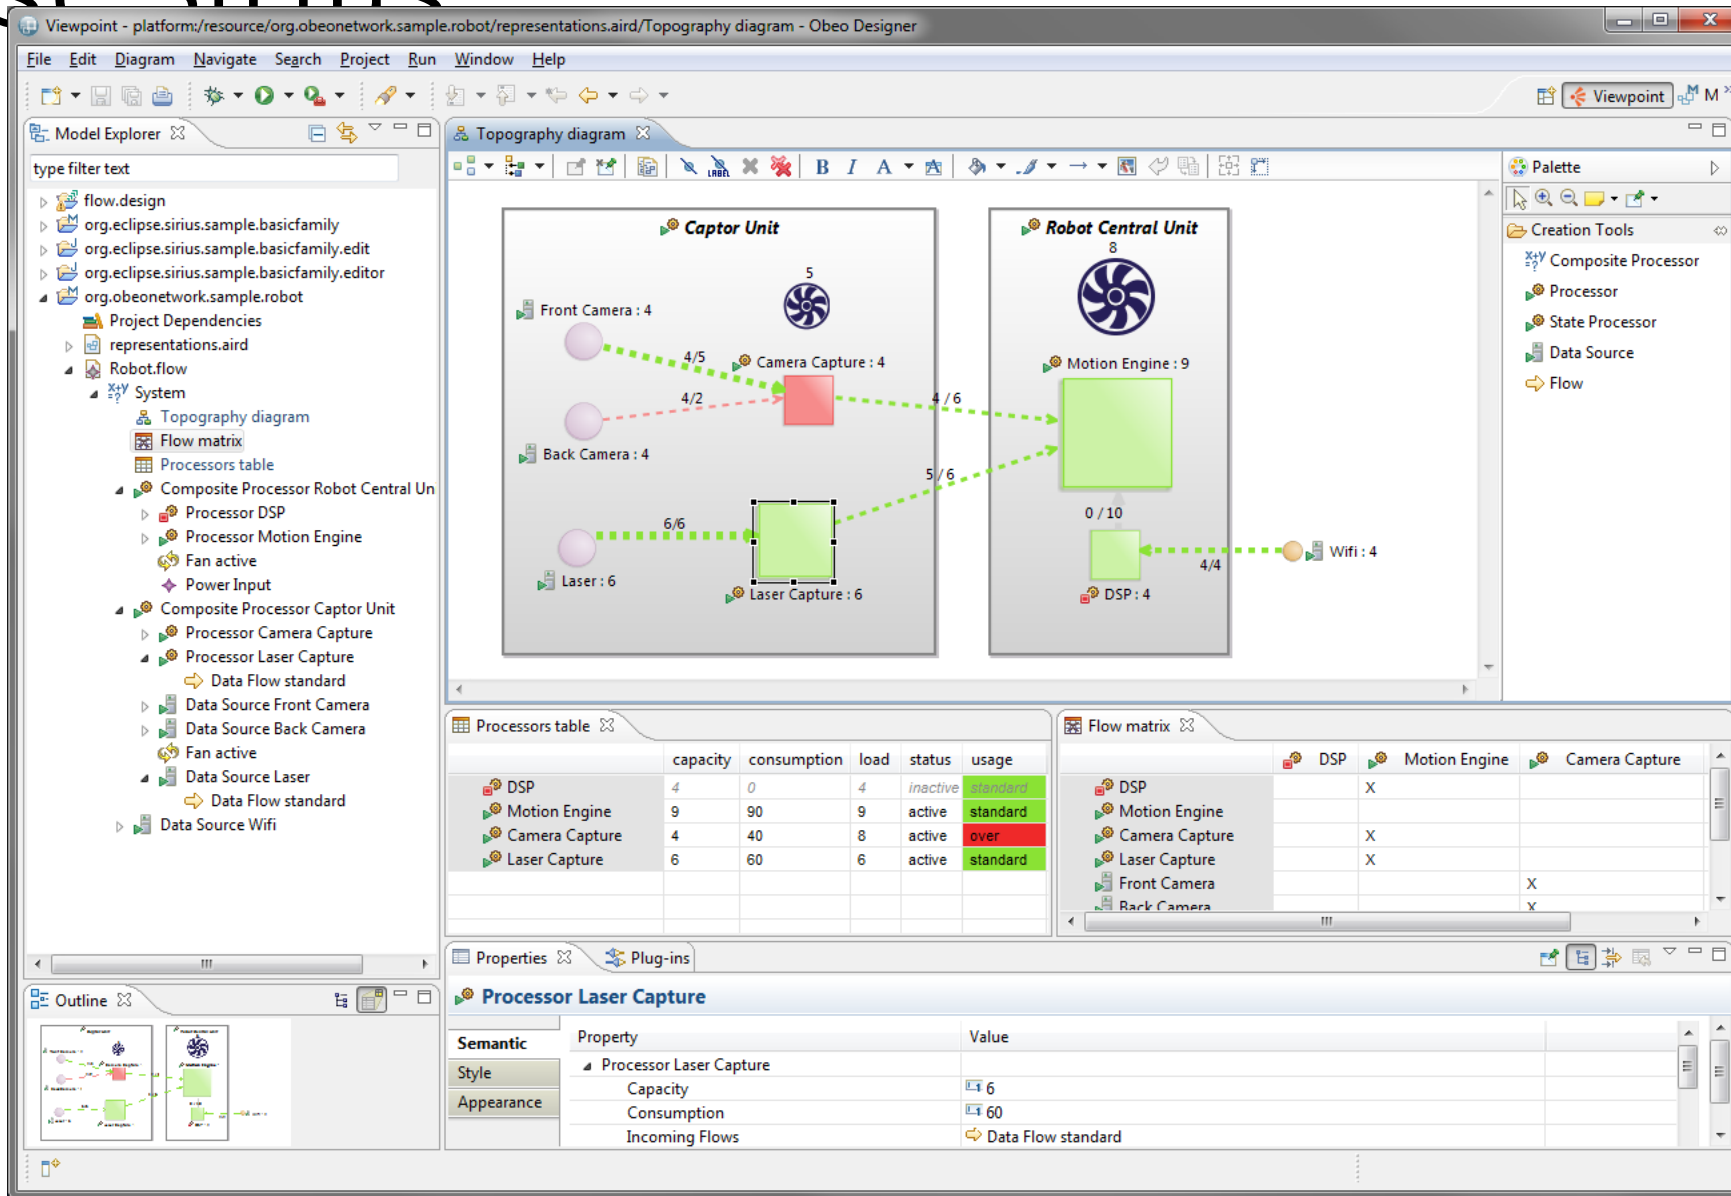 Viewpoint - platform:/resource/org.obeonetwork.sample.robot/representations.aird/Topography diagram - Obeo Designer
File Edit Diagram Navigate Search Project Run Window Help
Viewpoint M
Model Explorer
type filter text
flow.design
org.eclipse.sirius.sample.basicfamily
org.eclipse.sirius.sample.basicfamily.edit
org.eclipse.sirius.sample.basicfamily.editor
org.obeonetwork.sample.robot
Project Dependencies
representations.aird
Robot.flow
System
Topography diagram
Flow matrix
Processors table
Composite Processor Robot Central Un
Processor DSP
Processor Motion Engine
Fan active
Power Input
Composite Processor Captor Unit
Processor Camera Capture
Processor Laser Capture
Data Flow standard
Data Source Front Camera
Data Source Back Camera
Fan active
Data Source Laser
Data Flow standard
Data Source Wifi
Outline
Topography diagram
LABEL B I A A
Captor Unit
5
Front Camera : 4
4/5
Camera Capture : 4
4/2
Back Camera : 4
6/6
Laser : 6
Laser Capture : 6
4 / 6
5 / 6
Robot Central Unit
8
Motion Engine : 9
0 / 10
DSP : 4
4/4
Wifi : 4
Palette
Creation Tools
Composite Processor
Processor
State Processor
Data Source
Flow
Processors table
capacity consumption load status usage
DSP 4 0 4 inactive standard
Motion Engine 9 90 9 active standard
Camera Capture 4 40 8 active over
Laser Capture 6 60 6 active standard
Flow matrix
DSP Motion Engine Camera Capture
DSP X
Motion Engine
Camera Capture X
Laser Capture X
Front Camera X
Back Camera X
Properties Plug-ins
Processor Laser Capture
Semantic
Style
Appearance
Property Value
Processor Laser Capture
Capacity 6
Consumption 60
Incoming Flows Data Flow standard